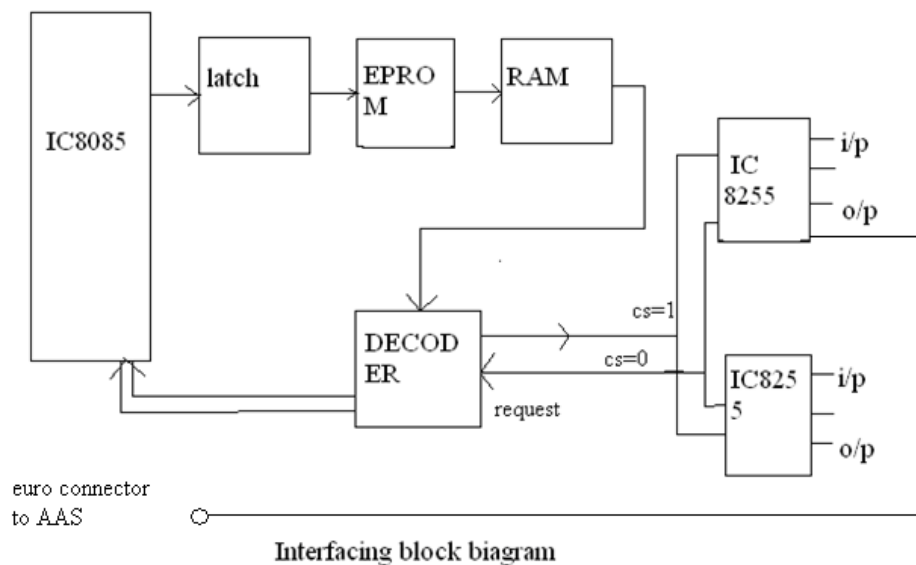 IC8085
latch
EPRO
M
RAM
IC
8255
i/p
o/p
DECOD
ER
cs=1
cs=0
request
IC825
5
i/p
o/p
euro connector
to AAS
Interfacing block biagram